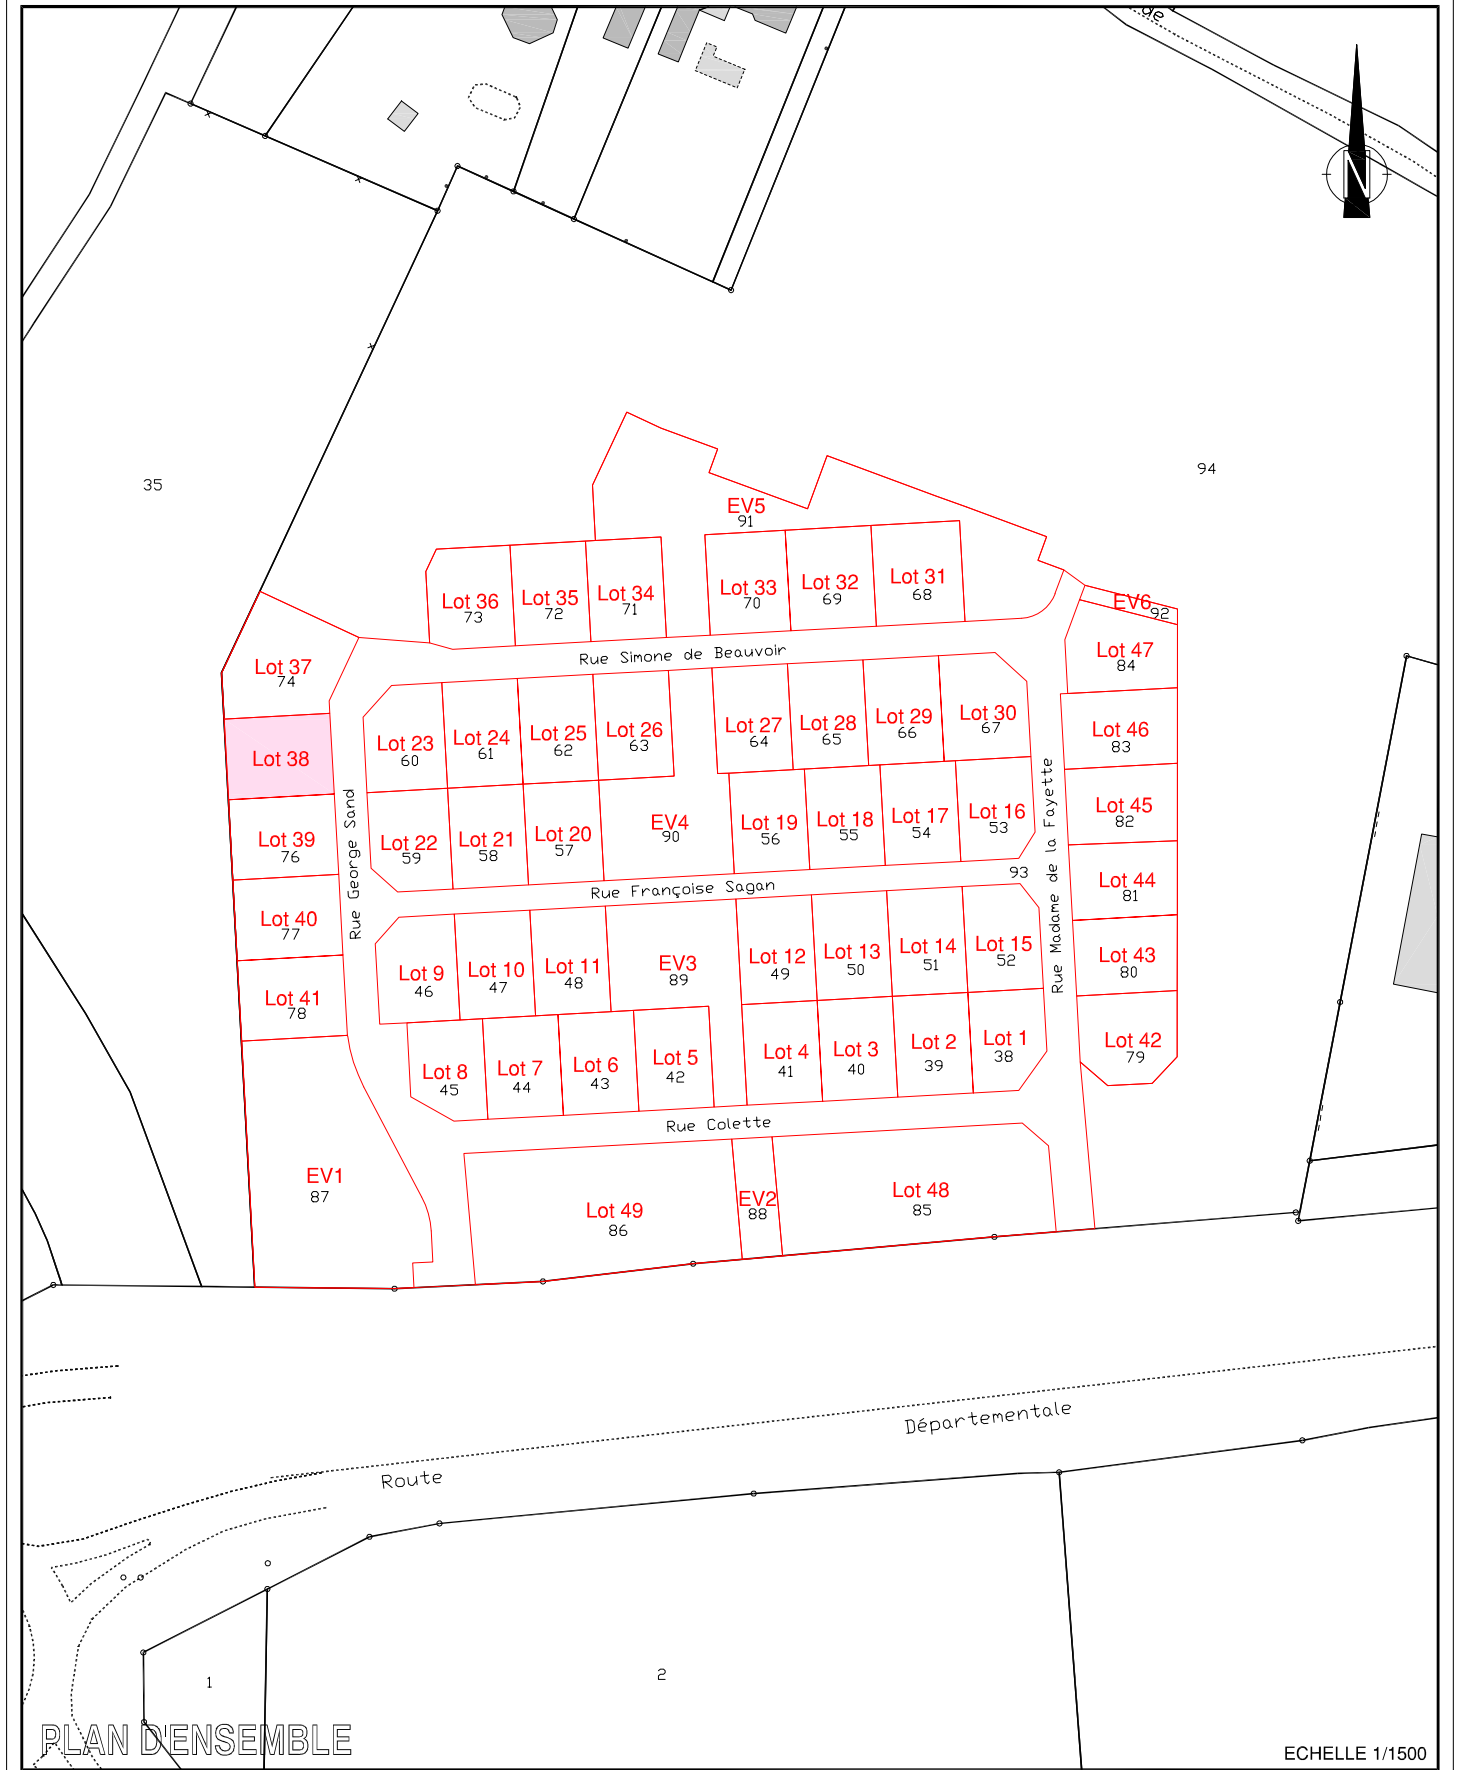 de
N
94
35
EV5
91
Lot 31
68
Lot 32
69
Lot 33
70
Lot 34
71
Lot 35
72
Lot 36
73
EV6
92
Rue Simone de Beauvoir
Lot 47
84
Lot 37
74
Lot 30
67
Lot 29
66
Lot 28
65
Lot 27
64
Lot 26
63
Lot 25
62
Lot 24
61
Lot 23
60
Lot 46
83
Lot 38
Rue George Sand
Rue Madame de la Fayette
Lot 45
82
Lot 16
53
Lot 17
54
Lot 18
55
Lot 19
56
EV4
90
Lot 20
57
Lot 21
58
Lot 22
59
Lot 39
76
93
Rue Françoise Sagan
Lot 44
81
Lot 40
77
Lot 15
52
Lot 14
51
Lot 13
50
Lot 12
49
EV3
89
Lot 11
48
Lot 10
47
Lot 9
46
Lot 43
80
Lot 41
78
Lot 42
79
Lot 1
38
Lot 2
39
Lot 3
40
Lot 4
41
Lot 5
42
Lot 6
43
Lot 7
44
Lot 8
45
Rue Colette
EV1
87
Lot 49
86
EV2
88
Lot 48
85
Route Départementale
1
2
PLAN D'ENSEMBLE
ECHELLE 1/1500